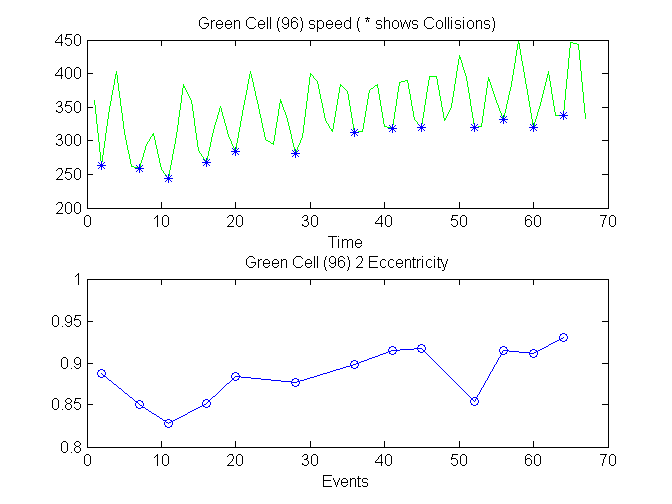 Green Cell (96) speed ( * shows Collisions)
450
400
350
300
250
200
0 10 20 30 40 50 60 70
Time
Green Cell (96) 2 Eccentricity
1
0.95
0.9
0.85
0.8
0 10 20 30 40 50 60 70
Events